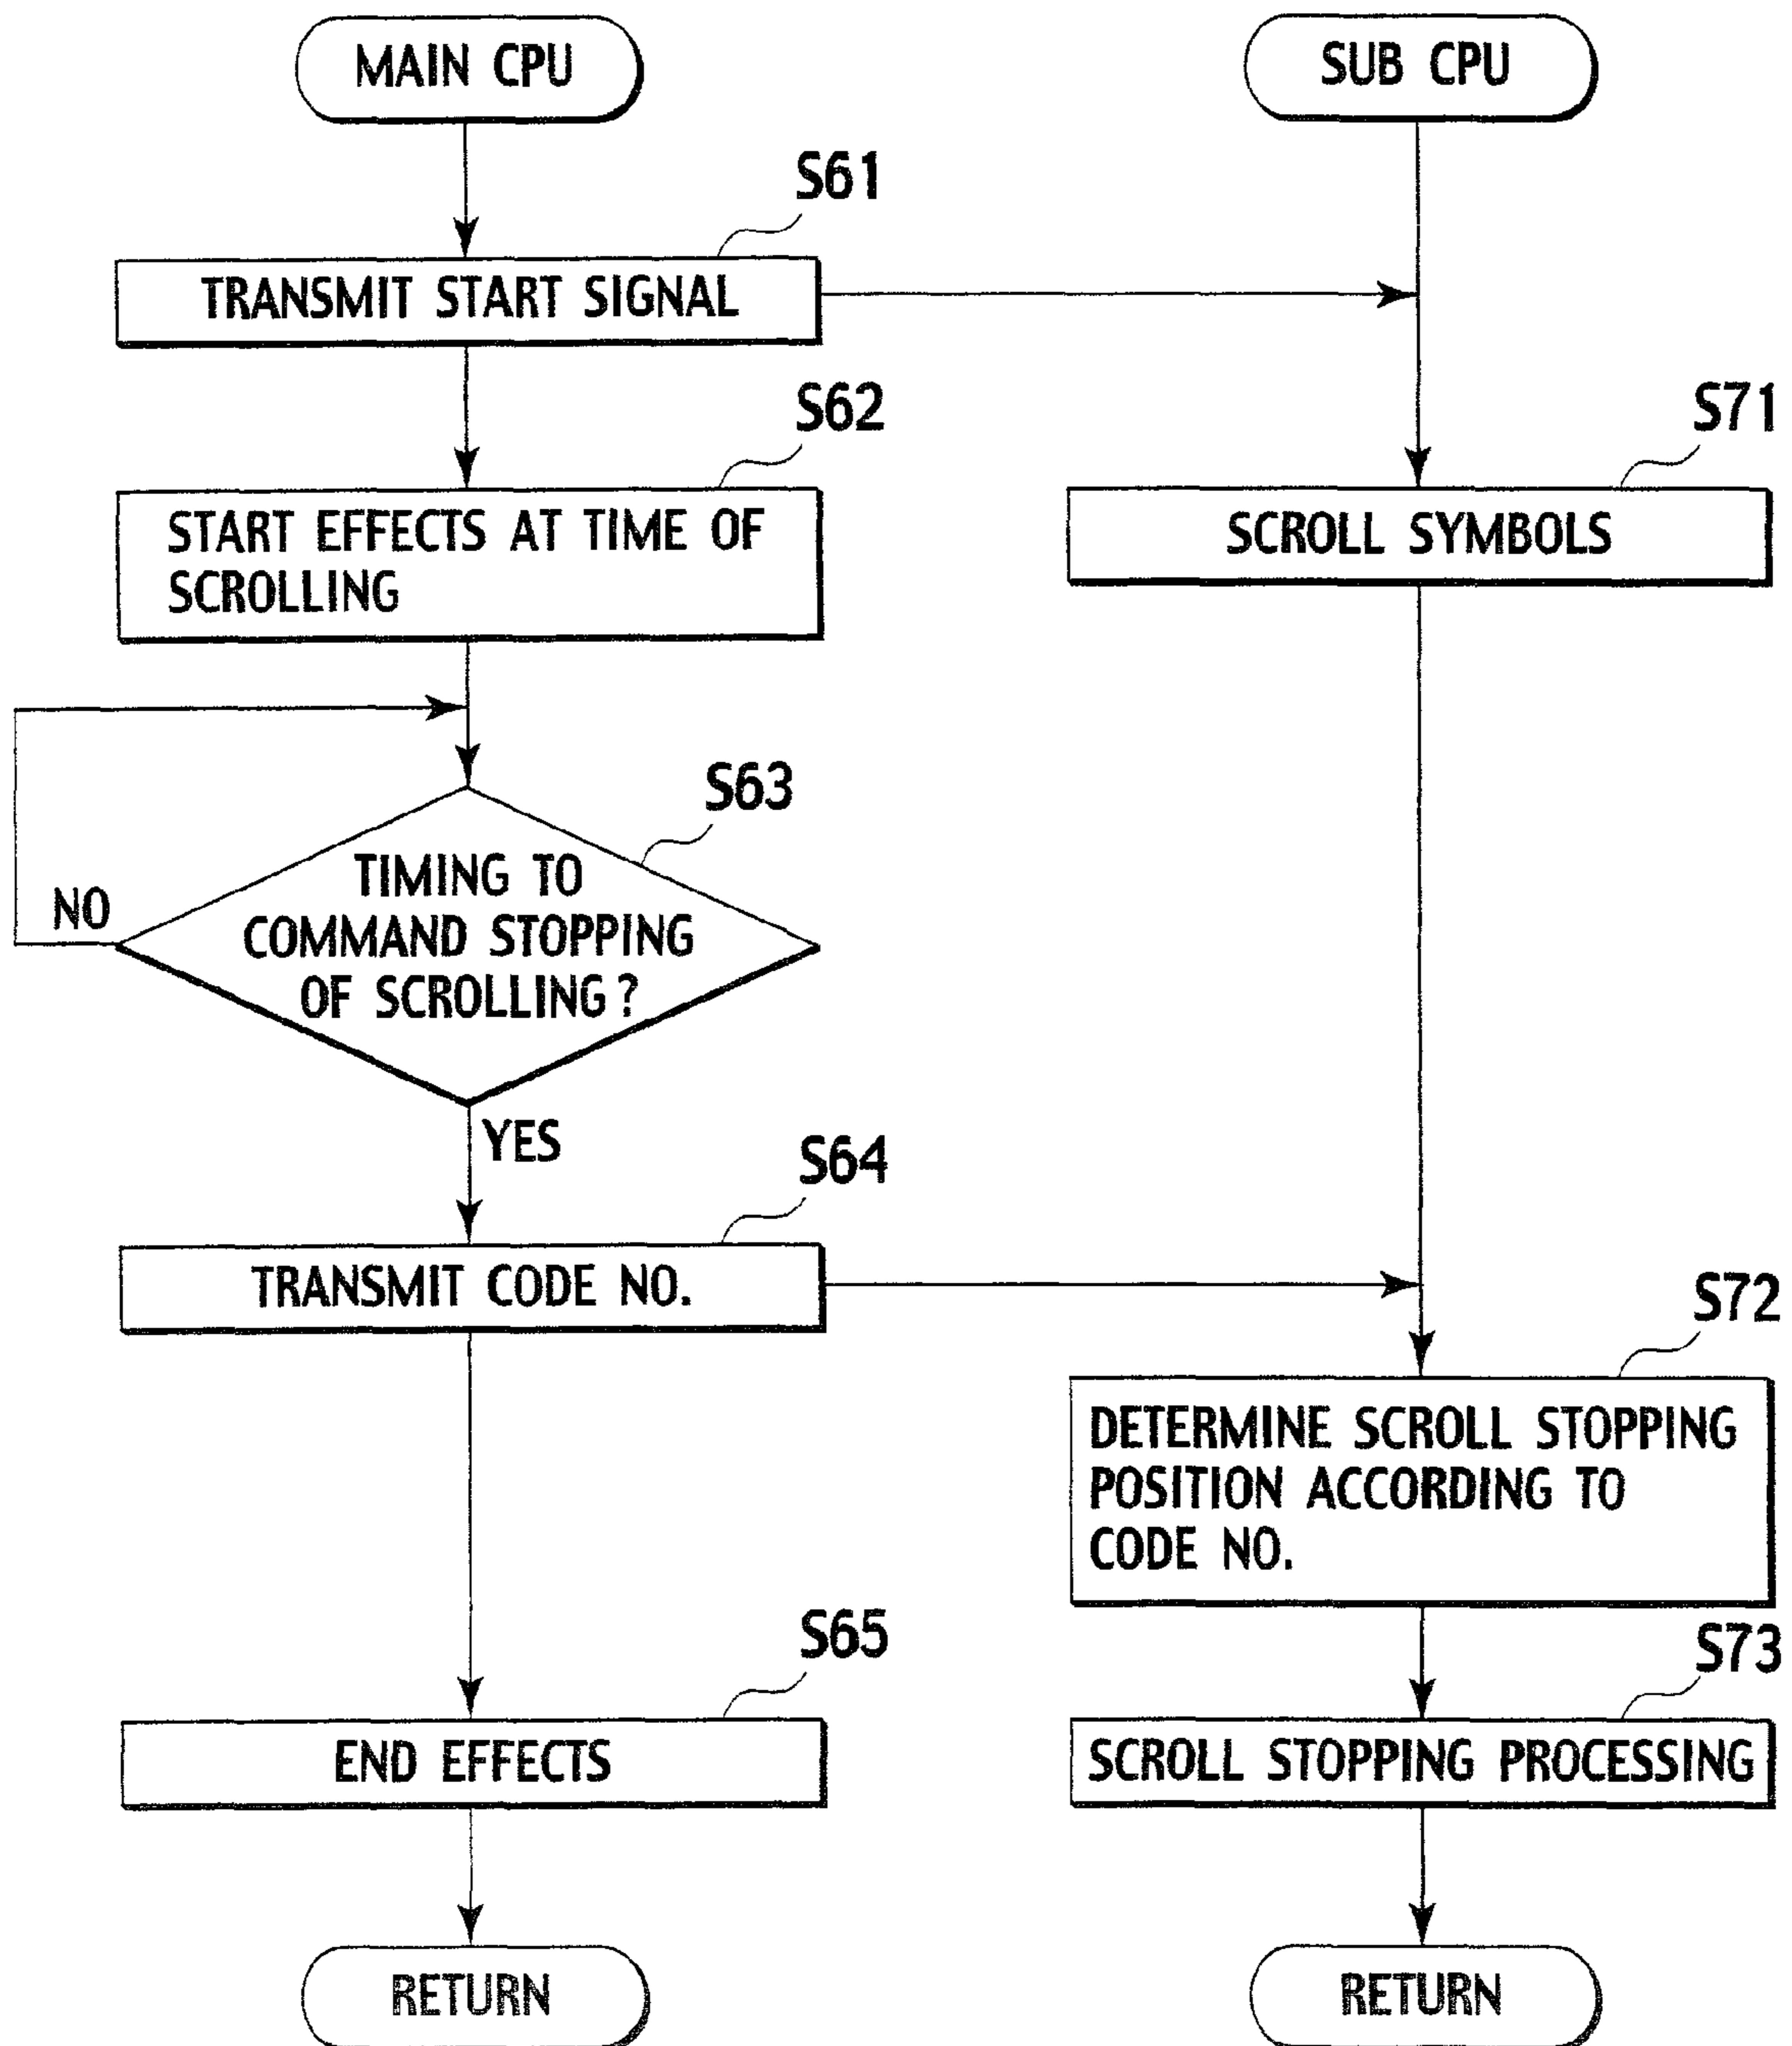 MAIN CPU
S61
TRANSMIT START SIGNAL
S62
START EFFECTS AT TIME OF
SCROLLING
S63
TIMING TO
COMMAND STOPPING
OF SCROLLING?
NO
YES
S64
TRANSMIT CODE NO.
S65
END EFFECTS
RETURN
SUB CPU
S71
SCROLL SYMBOLS
S72
DETERMINE SCROLL STOPPING
POSITION ACCORDING TO
CODE NO.
S73
SCROLL STOPPING PROCESSING
RETURN